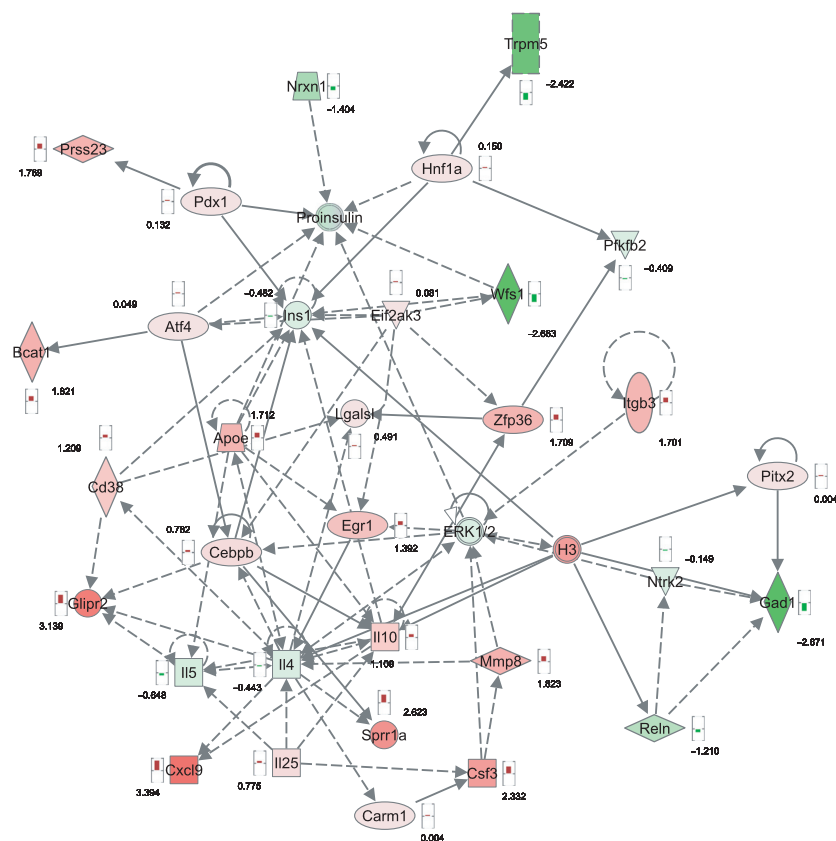 Trpm5
-2.422
Nrxn1
-1.404
Prss23
1.769
0.150
Hnf1a
Pdx1
0.132
Proinsulin
Pfkfb2
-0.409
Wfs1
-2.663
0.049
-0.482
0.081
Ins1
Eif2ak3
Atf4
Bcat1
1.821
Itgb3
1.701
1.712
Lgalsl
0.491
Zfp36
1.709
Apoe
1.209
Cd38
Pitx2
0.004
0.782
Egr1
1.392
ERK1/2
Cebpb
H3
-0.149
Ntrk2
Gad1
-2.671
Glipr2
3.139
Il10
1.108
Il5
-0.648
Il4
-0.443
Mmp8
1.823
2.623
Sprr1a
Reln
-1.210
Cxcl9
3.394
Il25
0.775
Csf3
2.332
Carm1
0.004